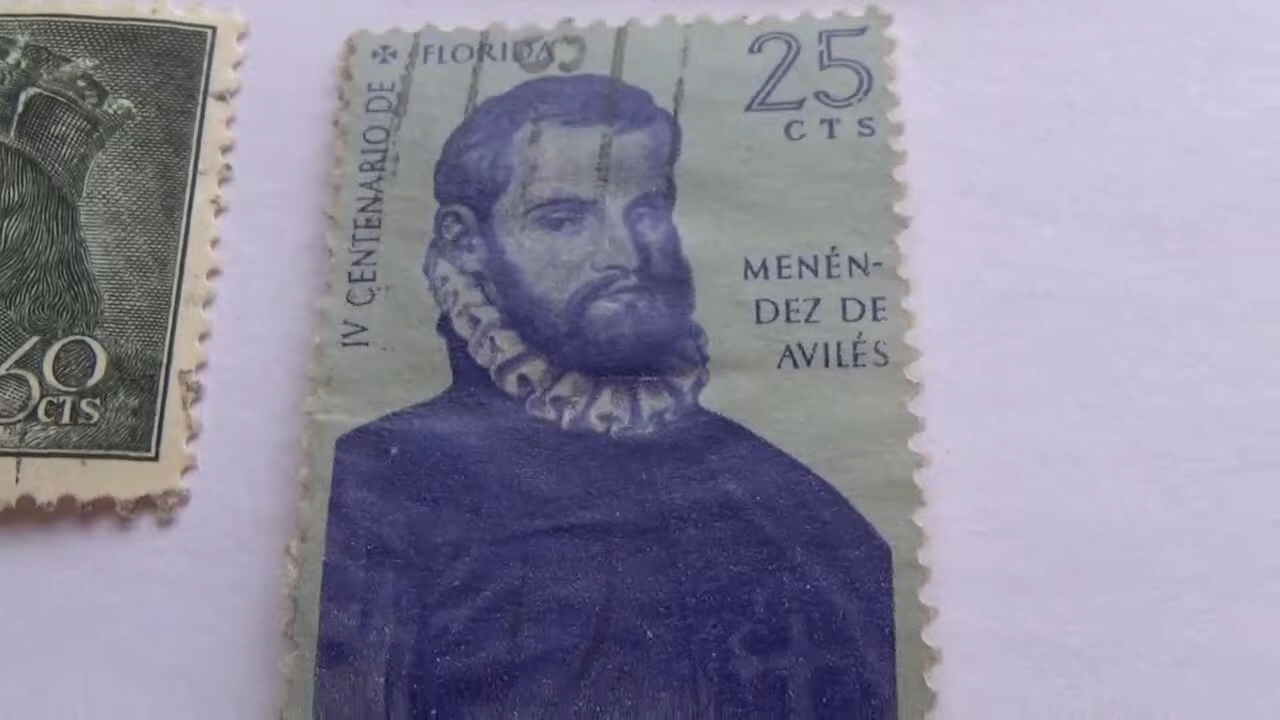 IV CENTENARIO DE
FLORIDA
25
CTS
MENÉN-
DEZ DE
AVILÉS
60
CTS